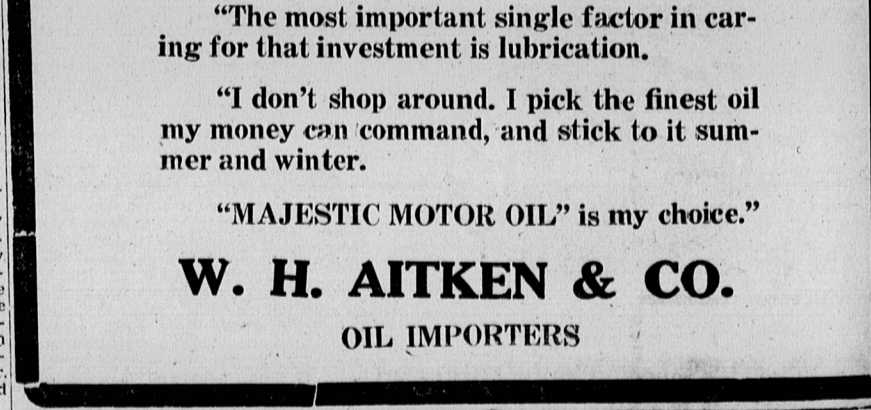 “The most important single factor in car-
ing for that investment is lubrication.
“I don’t shop around. I pick the finest oil
my money can command, and stick to it sum-
mer and winter.
“MAJESTIC MOTOR OIL” is my choice.”
W. H. AITKEN & CO.
OIL IMPORTERS